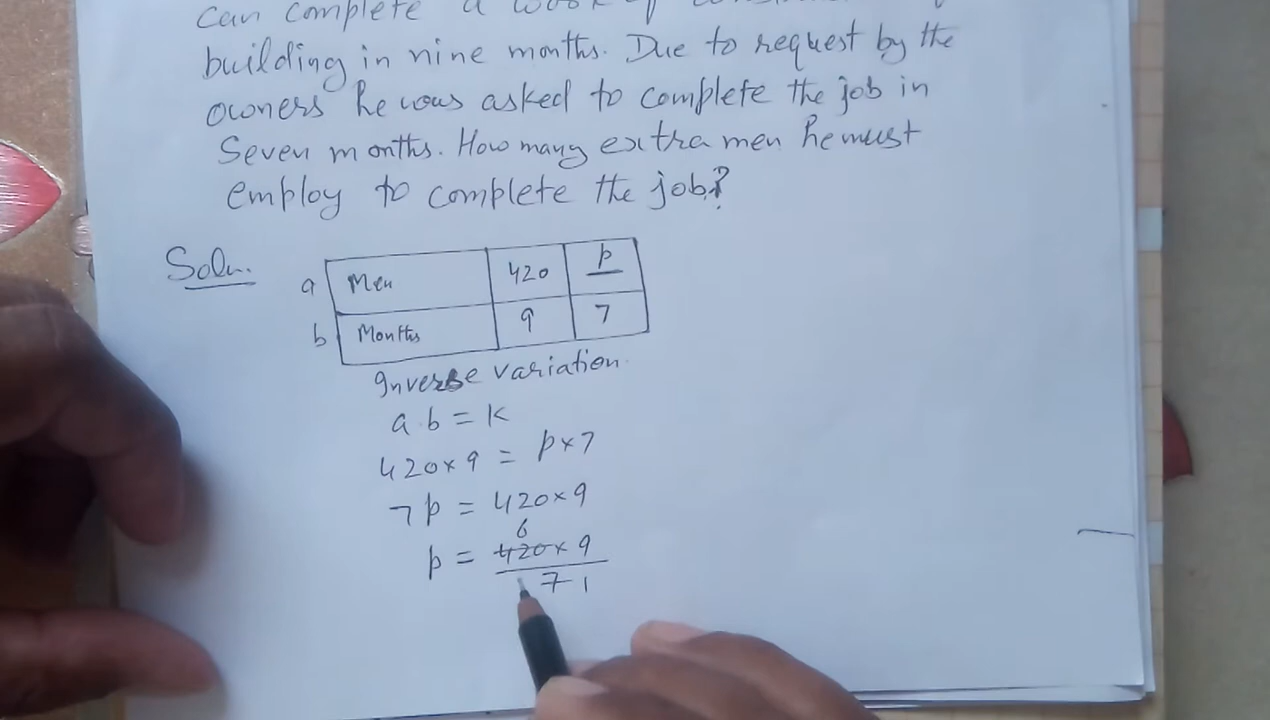 can complete a work of
building in nine months. Due to request by the
owners he was asked to complete the job in
Seven months. How many extra men he must
employ to complete the job?
Soln.
a Men 420 p
b Months 9 7
Inverse variation.
a.b = K
420×9 = p×7
7p = 420×9
6
p = 420×9
7 1